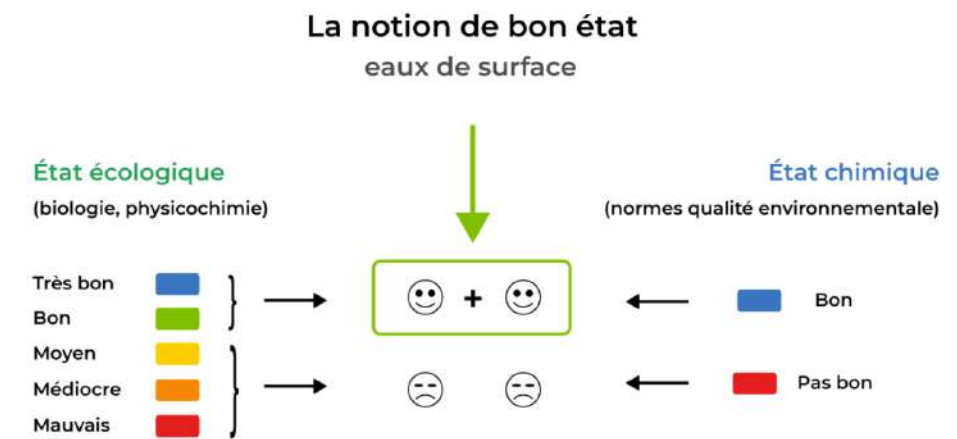 La notion de bon état
eaux de surface
État écologique
(biologie, physicochimie)
État chimique
(normes qualité environnementale)
Très bon
Bon
Moyen
Médiocre
Mauvais
+
Bon
Pas bon